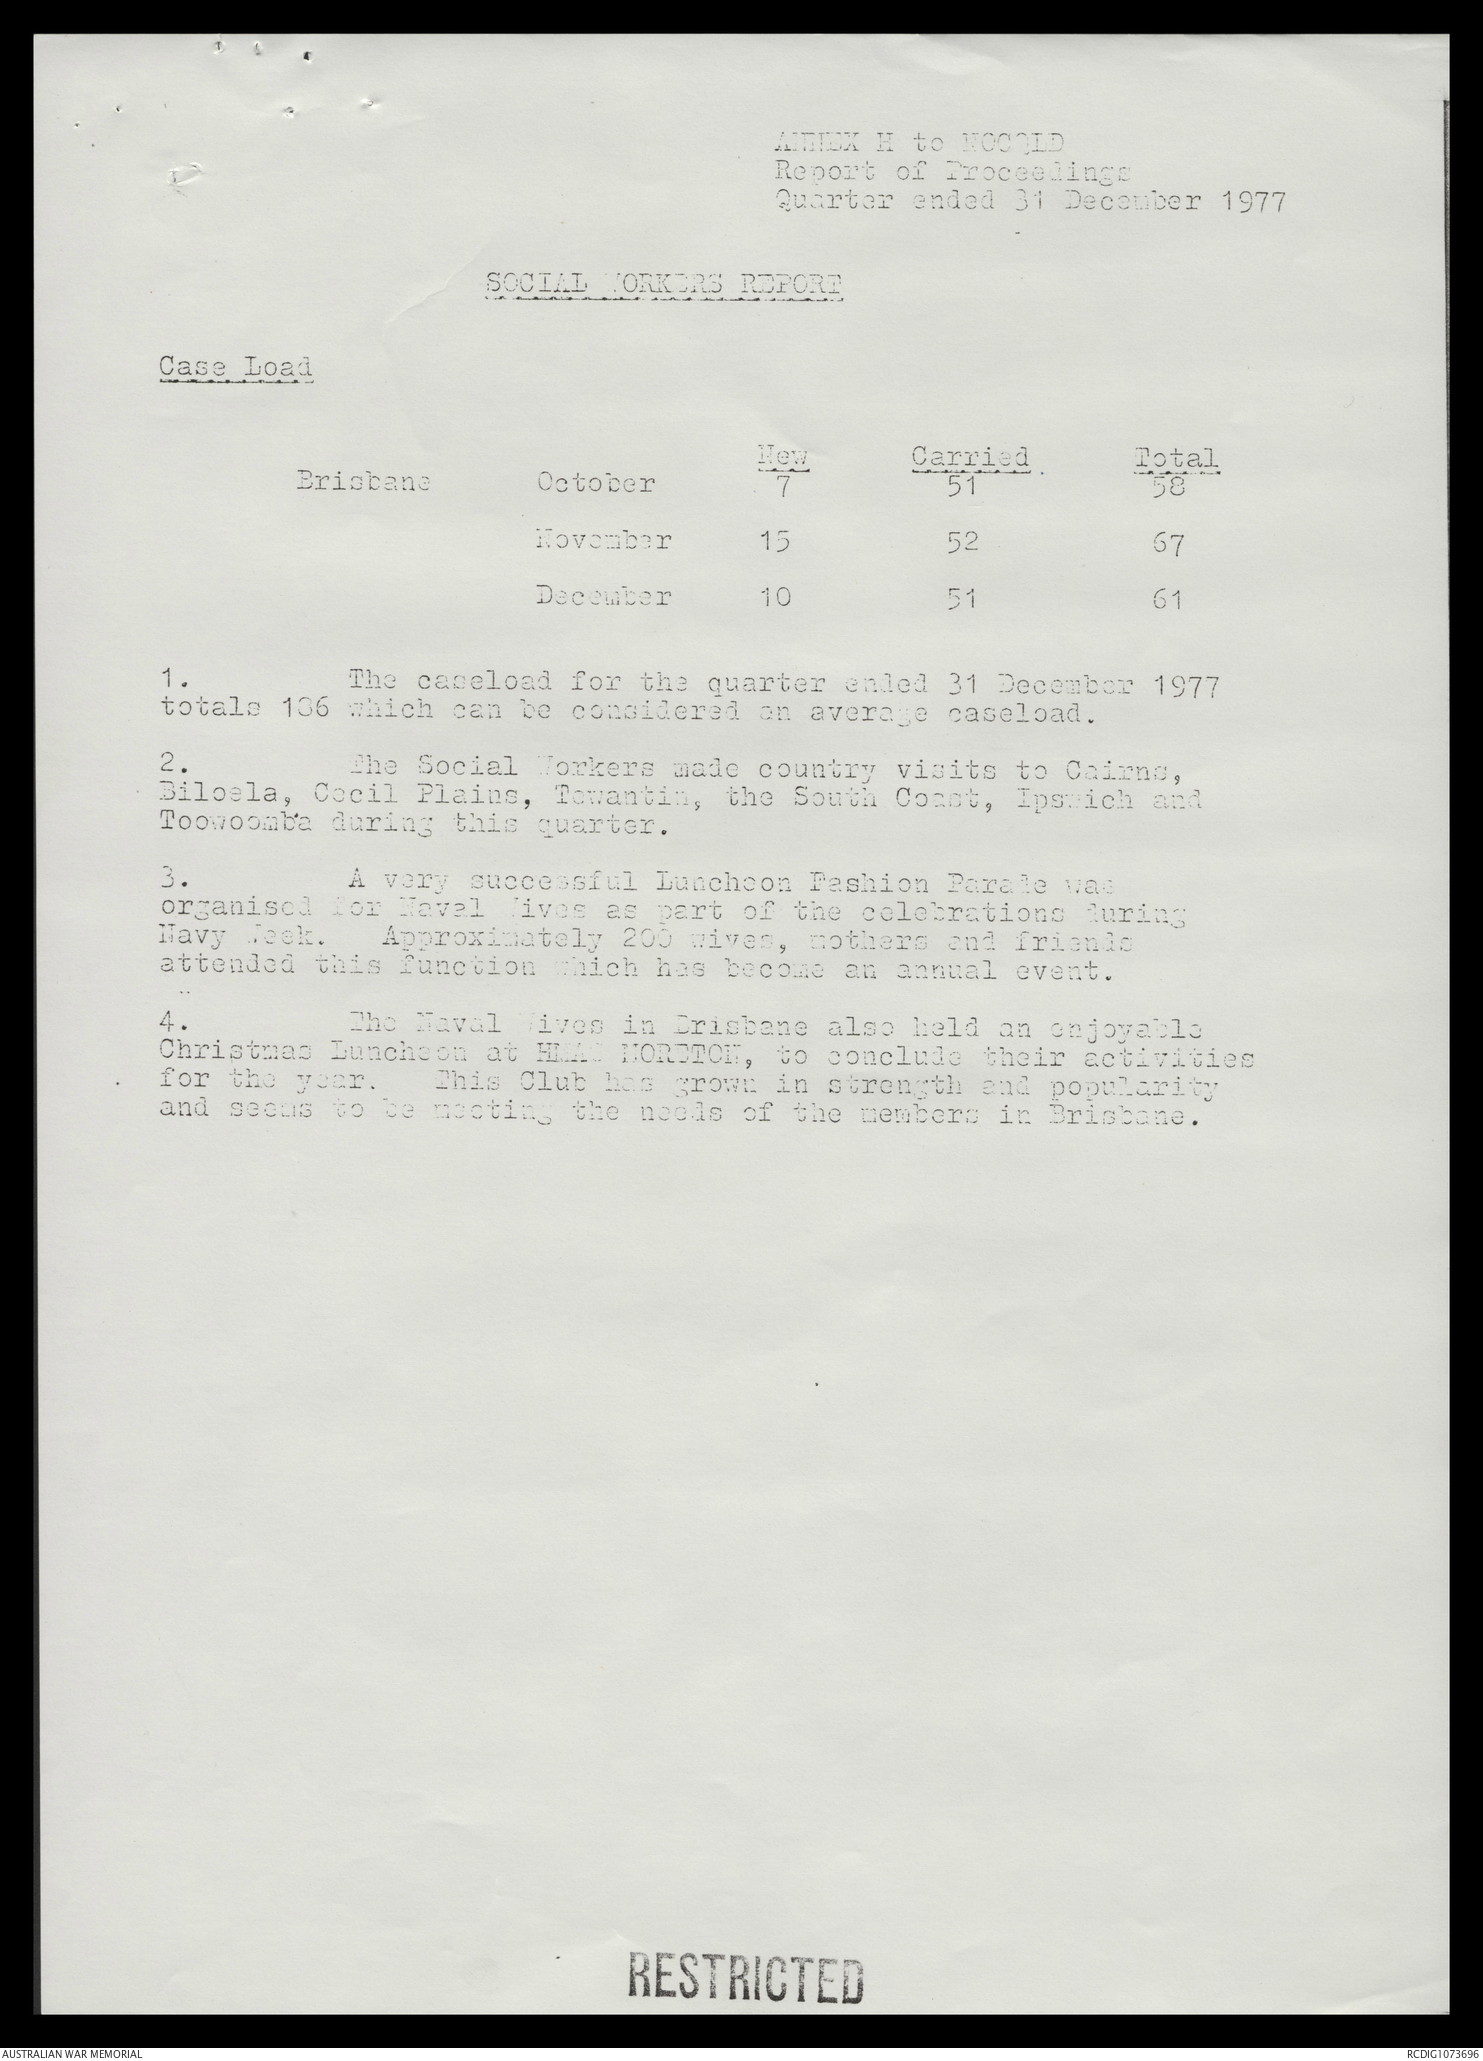 ANNEX H to NOCQLD
Report of Proceedings
Quarter ended 31 December 1977
SOCIAL WORKERS REPORT
Case Load
New Carried Total
Brisbane October 7 51 58
November 15 52 67
December 10 51 61
1. The caseload for the quarter ended 31 December 1977
totals 186 which can be considered an average caseload.
2. The Social Workers made country visits to Cairns,
Biloela, Cecil Plains, Tewantin, the South Coast, Ipswich and
Toowoomba during this quarter.
3. A very successful Luncheon Fashion Parade was
organised for Naval Wives as part of the celebrations during
Navy Week. Approximately 200 wives, mothers and friends
attended this function which has become an annual event.
4. The Naval Wives in Brisbane also held an enjoyable
Christmas Luncheon at HMAS MORETON, to conclude their activities
for the year. This Club has grown in strength and popularity
and seems to be meeting the needs of the members in Brisbane.
RESTRICTED
AUSTRALIAN WAR MEMORIAL
RCDIG1073696